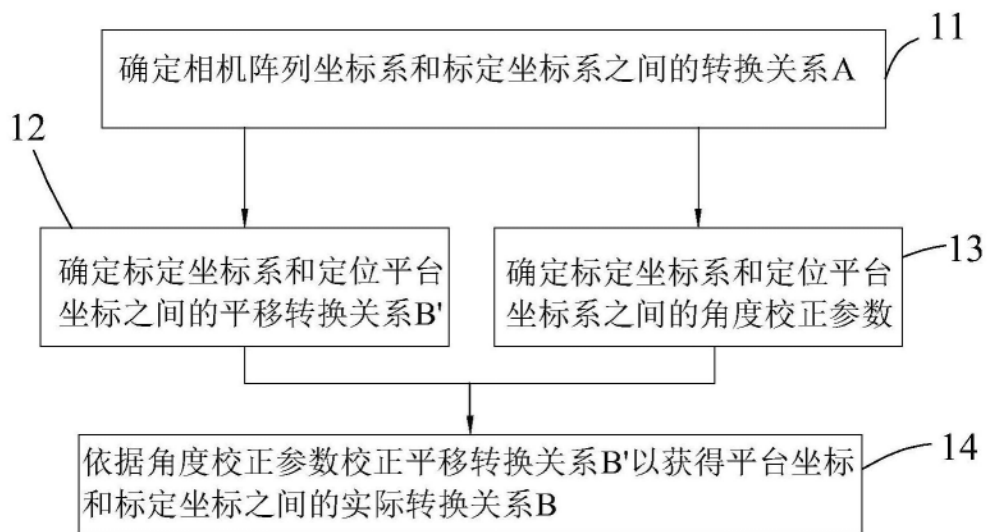 11
确定相机阵列坐标系和标定坐标系之间的转换关系A
12
确定标定坐标系和定位平台
坐标之间的平移转换关系B'
13
确定标定坐标系和定位平台
坐标系之间的角度校正参数
14
依据角度校正参数校正平移转换关系B'以获得平台坐标
和标定坐标之间的实际转换关系B